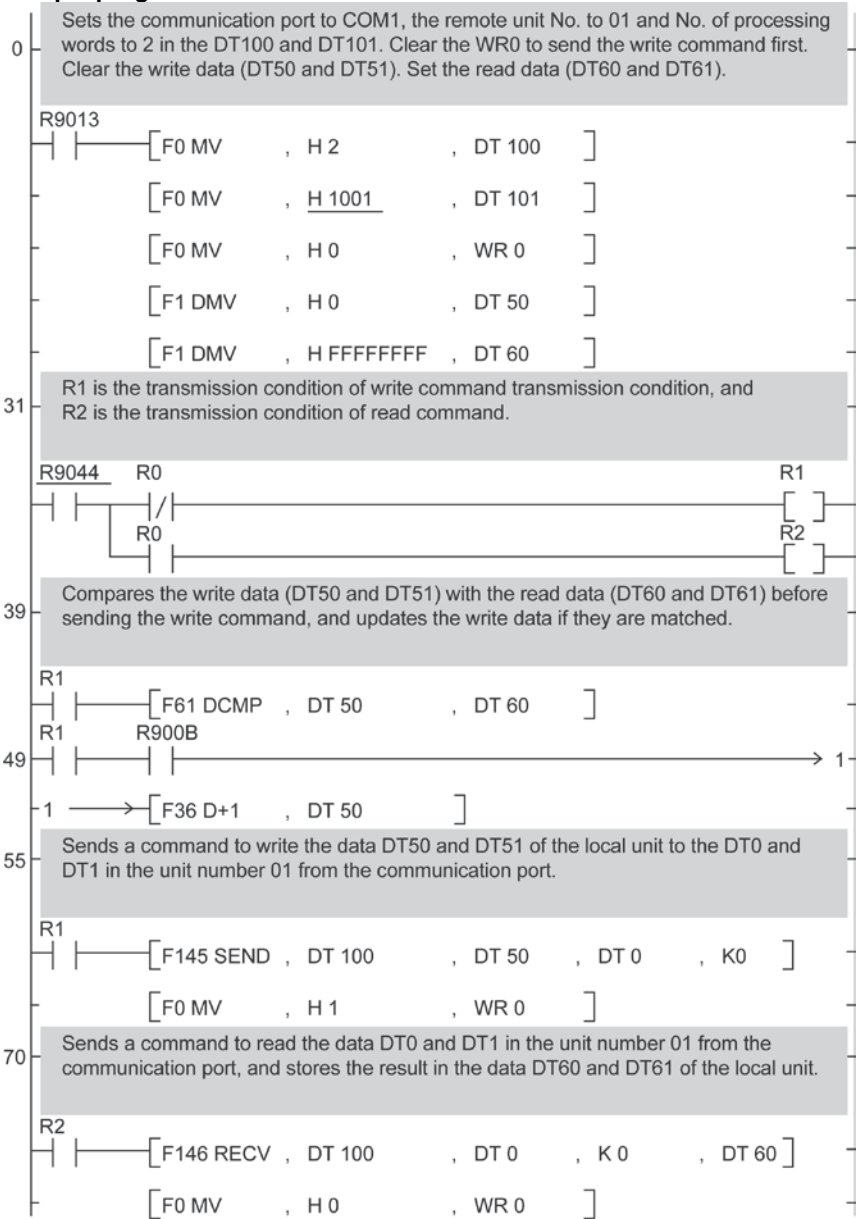 Sets the communication port to COM1, the remote unit No. to 01 and No. of processing
0 words to 2 in the DT100 and DT101. Clear the WR0 to send the write command first.
Clear the write data (DT50 and DT51). Set the read data (DT60 and DT61).
R9013
[F0 MV , H 2 , DT 100 ]
[F0 MV , H 1001 , DT 101 ]
[F0 MV , H 0 , WR 0 ]
[F1 DMV , H 0 , DT 50 ]
[F1 DMV , H FFFFFFFF , DT 60 ]
R1 is the transmission condition of write command transmission condition, and
31 R2 is the transmission condition of read command.
R9044 R0 R1
R0 R2
Compares the write data (DT50 and DT51) with the read data (DT60 and DT61) before
39 sending the write command, and updates the write data if they are matched.
R1
[F61 DCMP , DT 50 , DT 60 ]
R1 R900B
49 1
1 [F36 D+1 , DT 50 ]
Sends a command to write the data DT50 and DT51 of the local unit to the DT0 and
55 DT1 in the unit number 01 from the communication port.
R1
[F145 SEND , DT 100 , DT 50 , DT 0 , K0 ]
[F0 MV , H 1 , WR 0 ]
Sends a command to read the data DT0 and DT1 in the unit number 01 from the
70 communication port, and stores the result in the data DT60 and DT61 of the local unit.
R2
[F146 RECV , DT 100 , DT 0 , K 0 , DT 60 ]
[F0 MV , H 0 , WR 0 ]